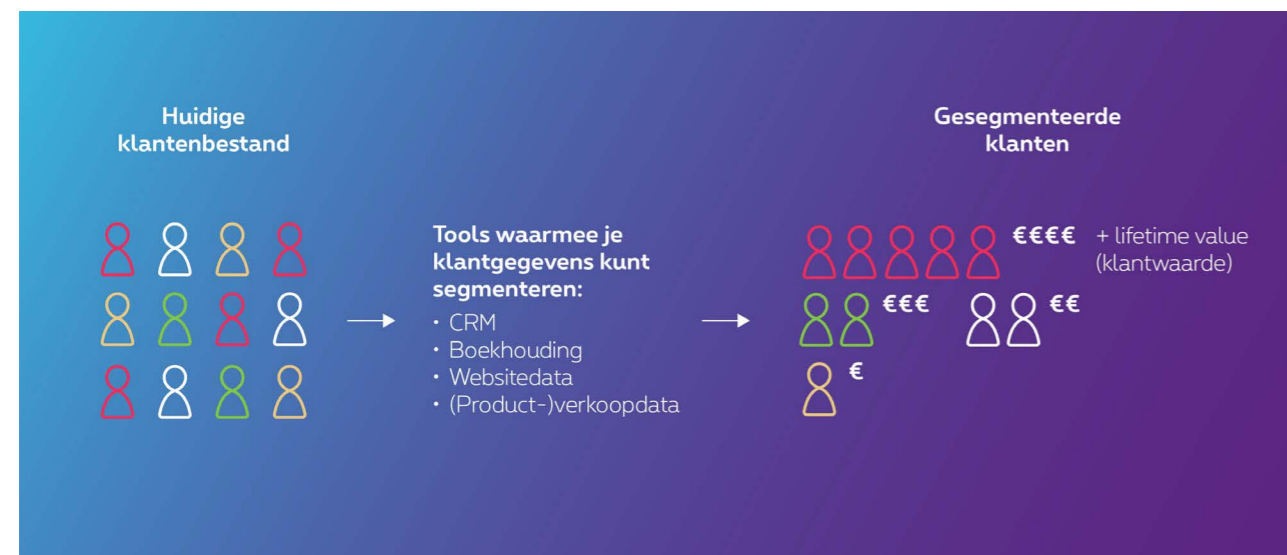 Huidige
klantenbestand
Tools waarmee je
klantgegevens kunt
segmenteren:
• CRM
• Boekhouding
• Websitedata
• (Product-)verkoopdata
Gesegmenteerde
klanten
€€€€ + lifetime value
(klantwaarde)
€€€ €€
€